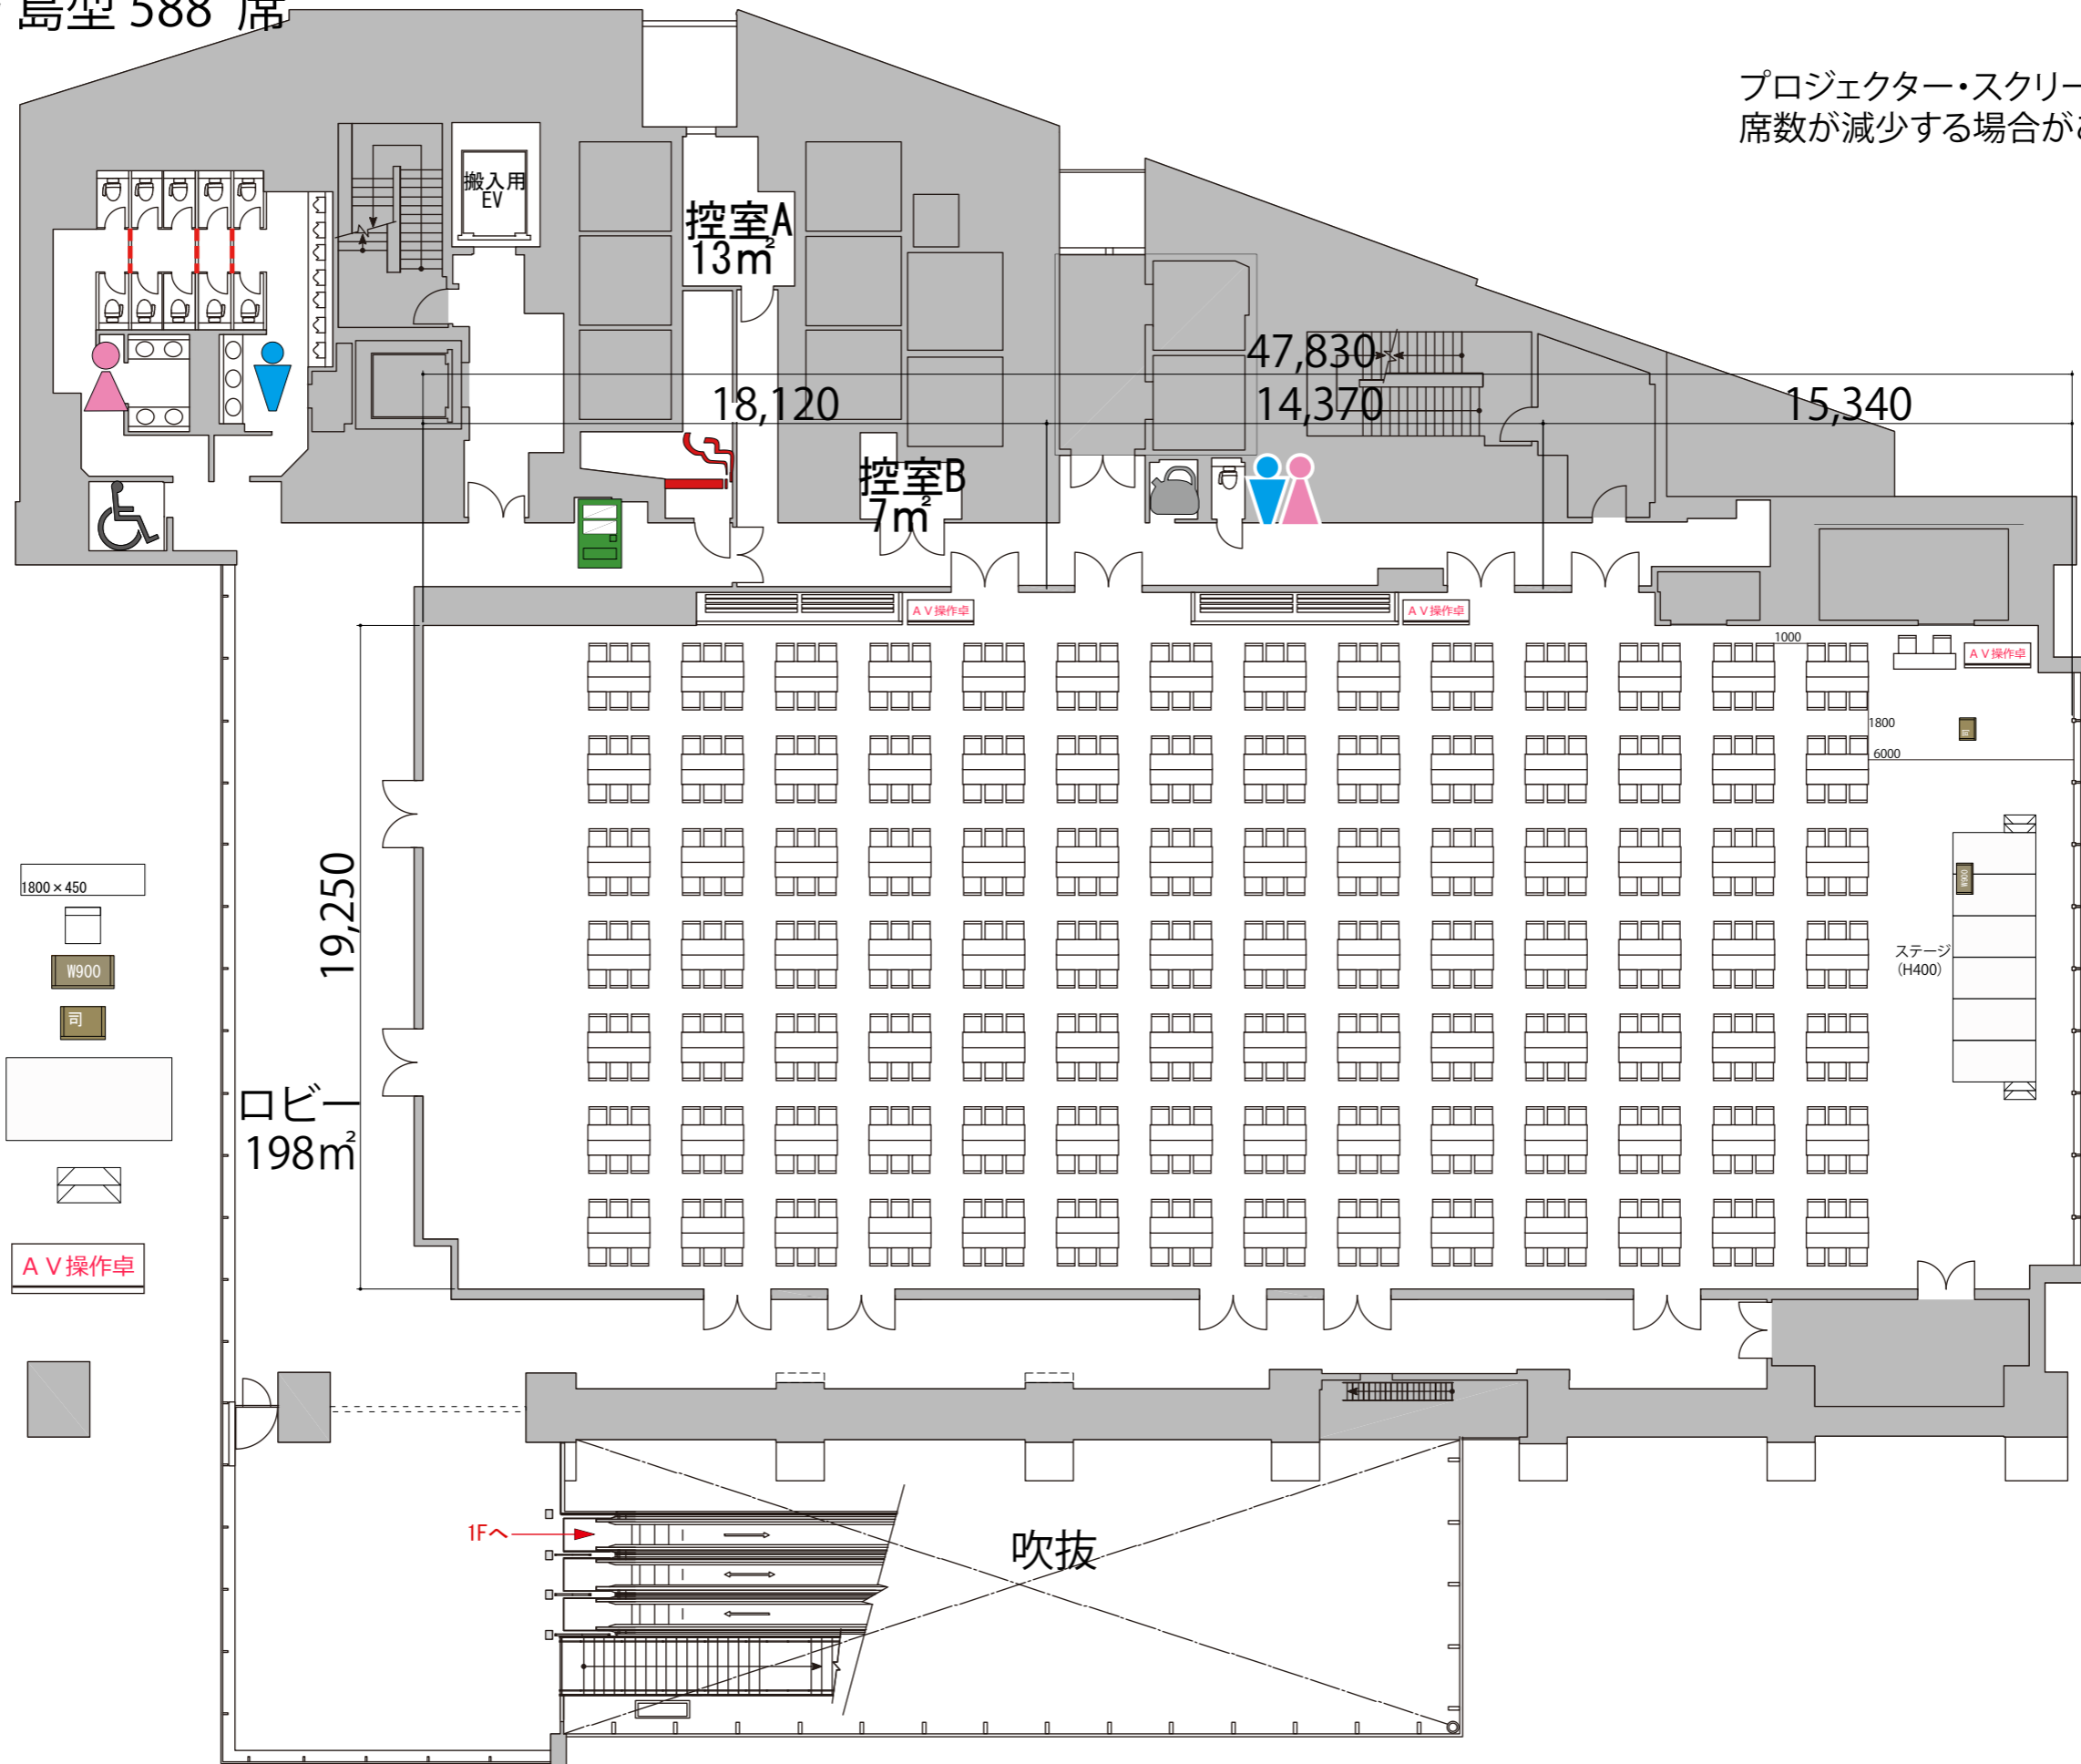 島型 588 席
プロジェクター・スクリー
席数が減少する場合が
搬入用
EV
控室A
13㎡
47,830
18,120
14,370
15,340
控室B
7㎡
AV操作卓
AV操作卓
1000
AV操作卓
1800
6000
司
19,250
1800×450
W900
W900
司
ステージ
(H400)
ロビー
198㎡
AV操作卓
1Fへ
吹抜